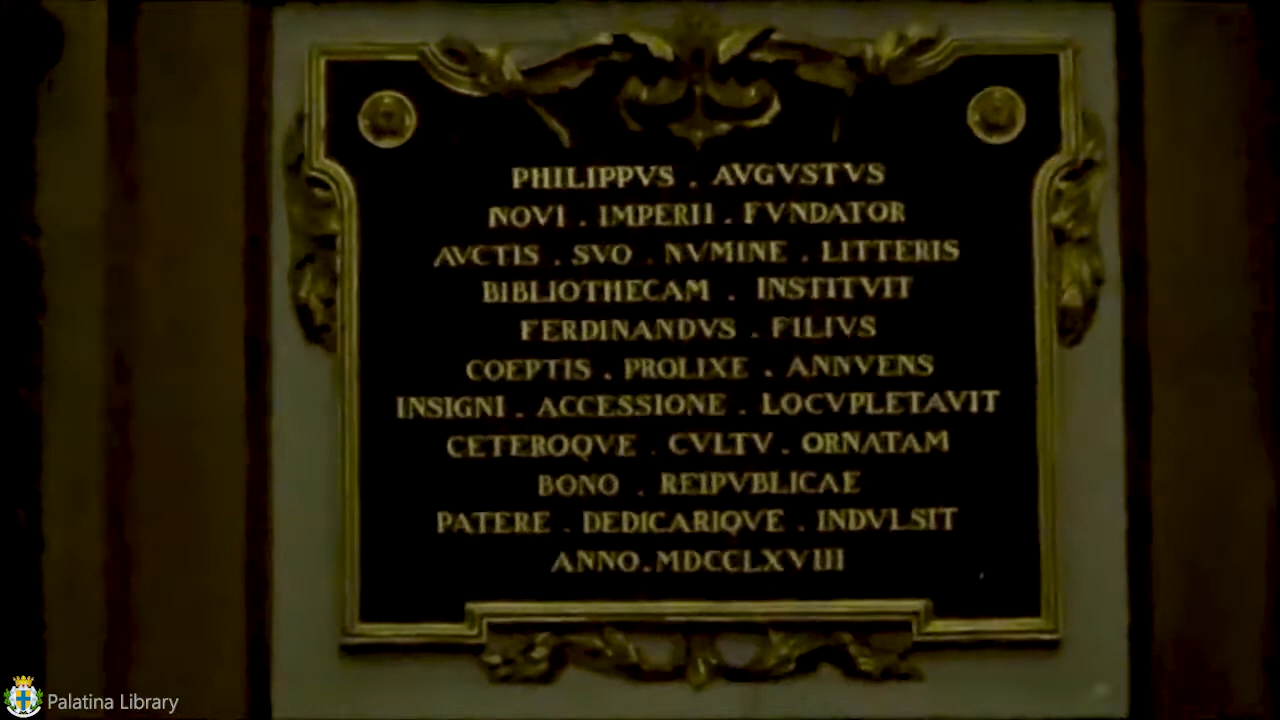 PHILIPPVS . AVGVSTVS
NOVI . IMPERII . FVNDATOR
AVCTIS . SVO . NVMINE . LITTERIS
BIBLIOTHECAM . INSTITVIT
FERDINANDVS . FILIVS
COEPTIS . PROLIXE . ANNVENS
INSIGNI . ACCESSIONE . LOCVPLETAVIT
CETEROQVE . CVLTV . ORNATAM
BONO . REIPVBLICAE
PATERE . DEDICARIQVE . INDVLSIT
ANNO . MDCCLXVIII
Palatina Library